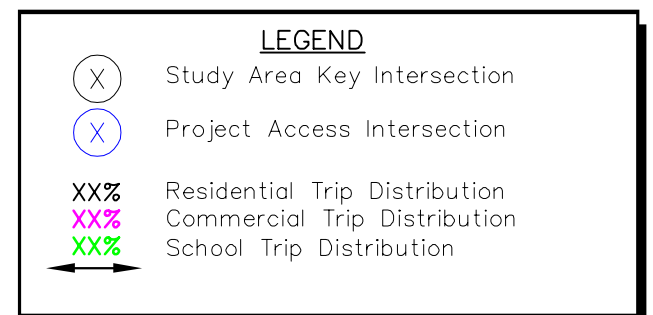 LEGEND
X Study Area Key Intersection
X Project Access Intersection
XX% Residential Trip Distribution
XX% Commercial Trip Distribution
XX% School Trip Distribution